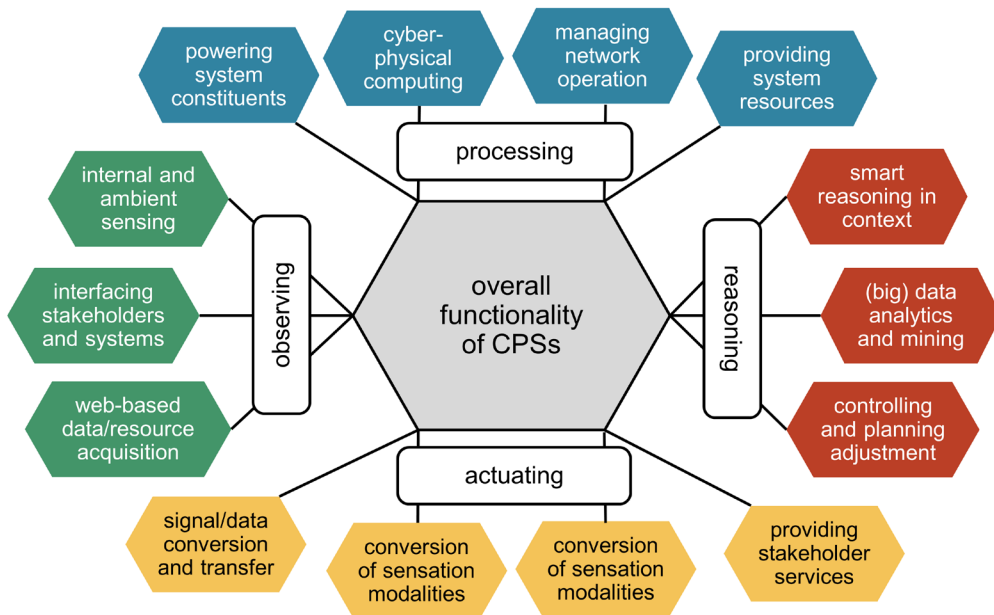 powering
system
constituents
cyber-
physical
computing
managing
network
operation
providing
system
resources
processing
internal and
ambient
sensing
smart
reasoning in
context
interfacing
stakeholders
and systems
observing
overall
functionality
of CPSs
reasoning
(big) data
analytics
and mining
web-based
data/resource
acquisition
controlling
and planning
adjustment
actuating
signal/data
conversion
and transfer
conversion
of sensation
modalities
conversion
of sensation
modalities
providing
stakeholder
services